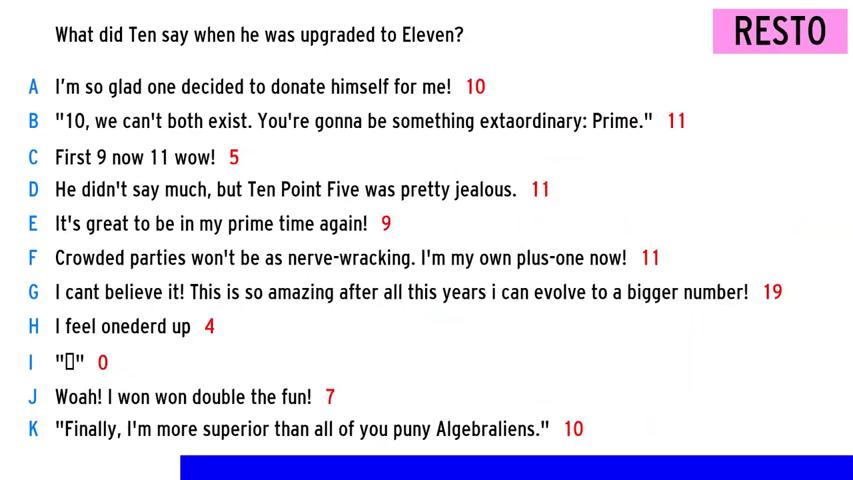 What did Ten say when he was upgraded to Eleven?
RESTO
A I'm so glad one decided to donate himself for me! 10
B "10, we can't both exist. You're gonna be something extaordinary: Prime." 11
C First 9 now 11 wow! 5
D He didn't say much, but Ten Point Five was pretty jealous. 11
E It's great to be in my prime time again! 9
F Crowded parties won't be as nerve-wracking. I'm my own plus-one now! 11
G I cant believe it! This is so amazing after all this years i can evolve to a bigger number! 19
H I feel onederd up 4
I "▯" 0
J Woah! I won won double the fun! 7
K "Finally, I'm more superior than all of you puny Algebraliens." 10